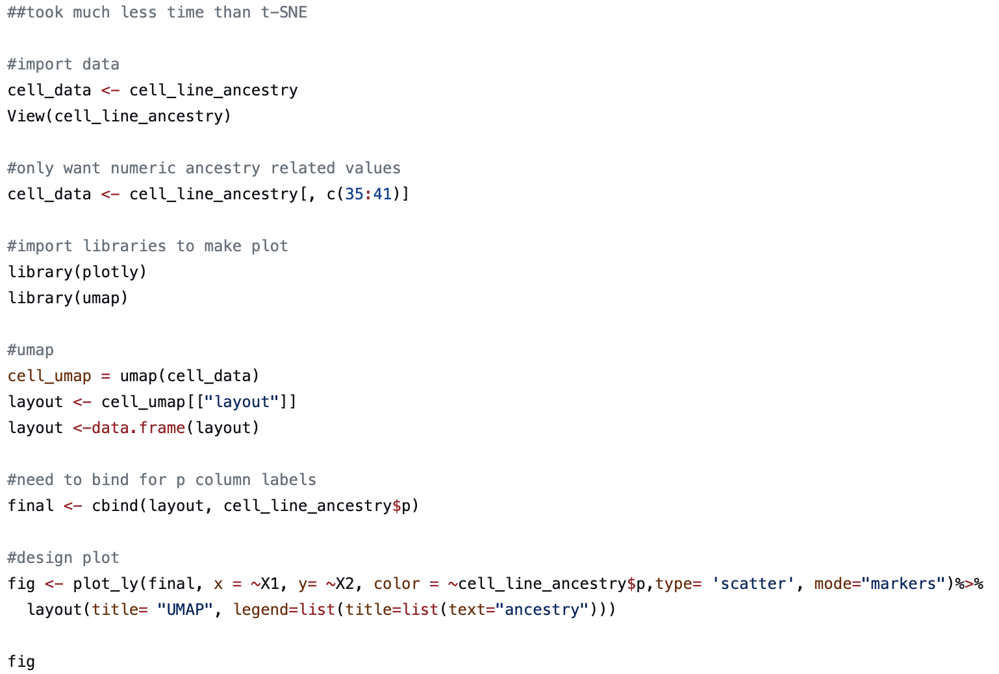 ##took much less time than t-SNE
#import data
cell_data <- cell_line_ancestry
View(cell_line_ancestry)
#only want numeric ancestry related values
cell_data <- cell_line_ancestry[, c(35:41)]
#import libraries to make plot
library(plotly)
library(umap)
#umap
cell_umap = umap(cell_data)
layout <- cell_umap[["layout"]]
layout <-data.frame(layout)
#need to bind for p column labels
final <- cbind(layout, cell_line_ancestry$p)
#design plot
fig <- plot_ly(final, x = ~X1, y= ~X2, color = ~cell_line_ancestry$p,type= 'scatter', mode="markers")%>%
  layout(title= "UMAP", legend=list(title=list(text="ancestry")))
fig